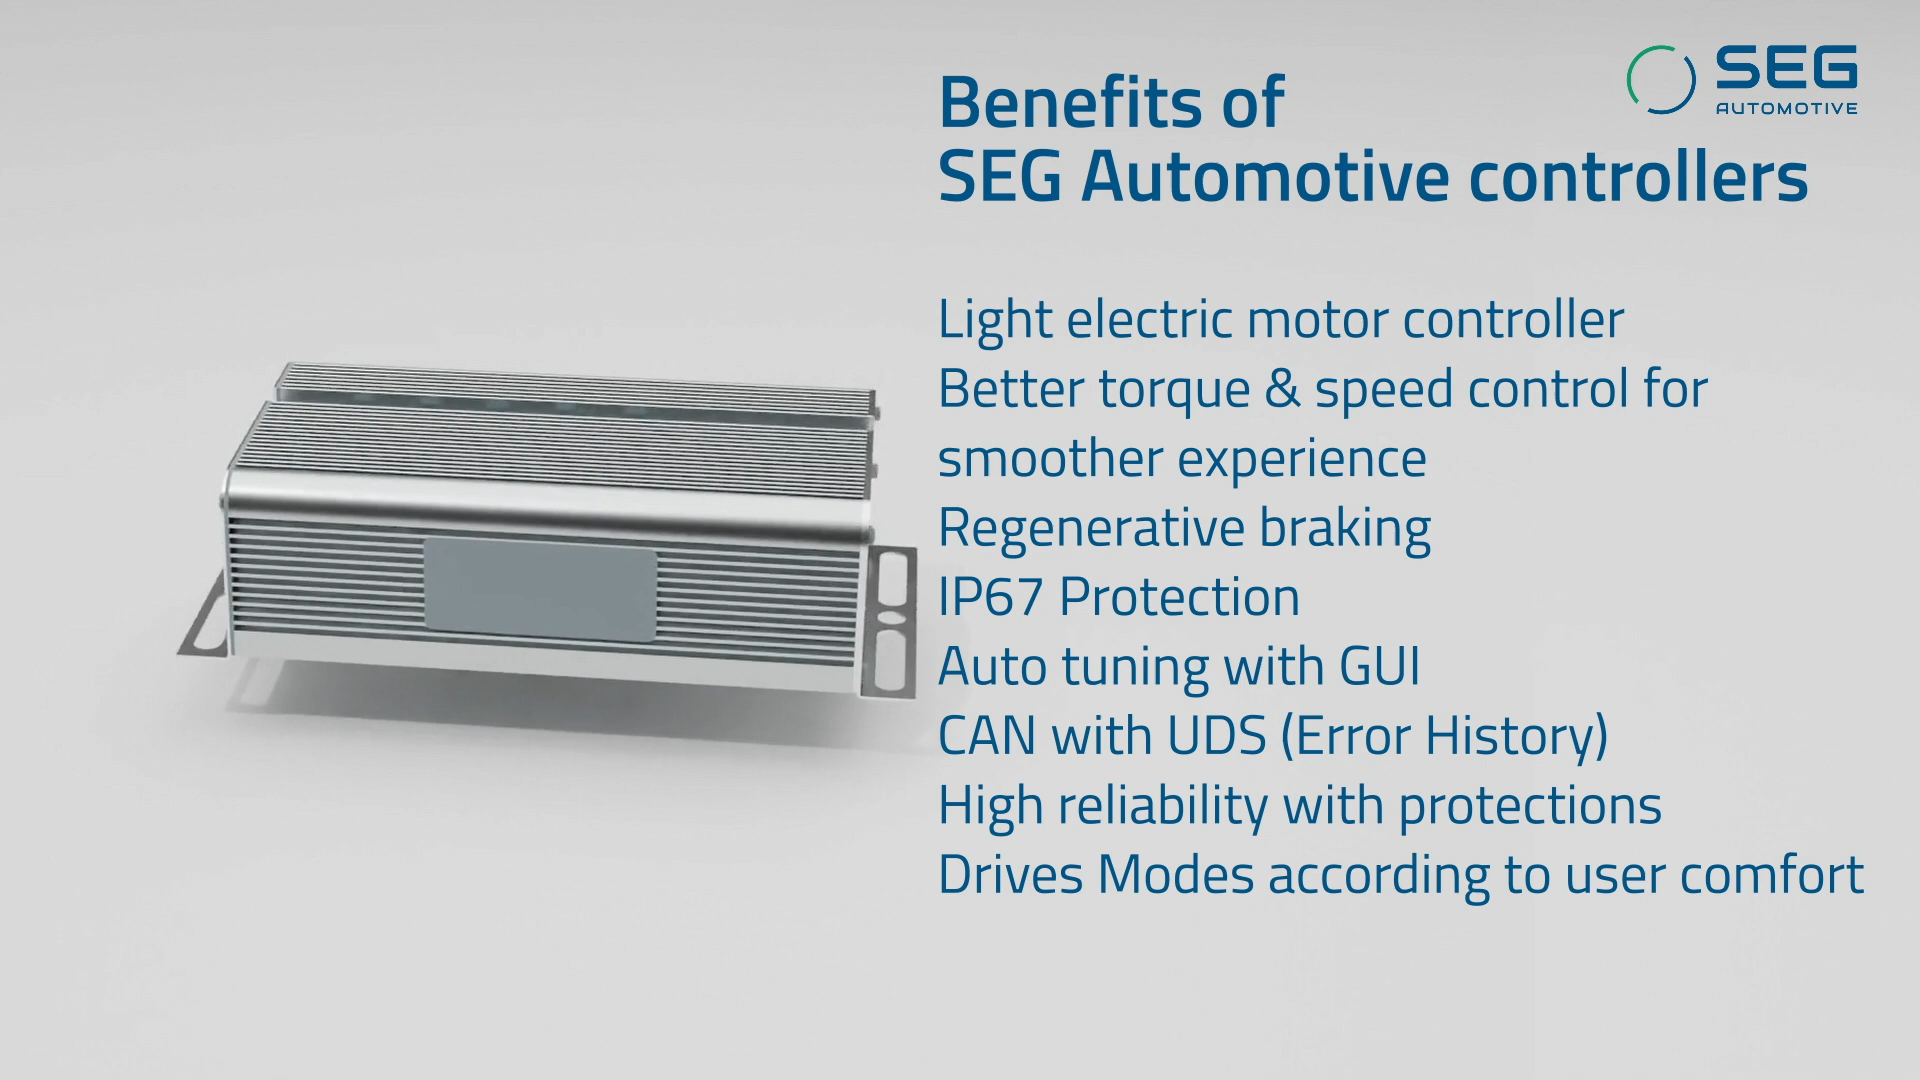 SEG
AUTOMOTIVE
Benefits of
SEG Automotive controllers
Light electric motor controller
Better torque & speed control for
smoother experience
Regenerative braking
IP67 Protection
Auto tuning with GUI
CAN with UDS (Error History)
High reliability with protections
Drives Modes according to user comfort